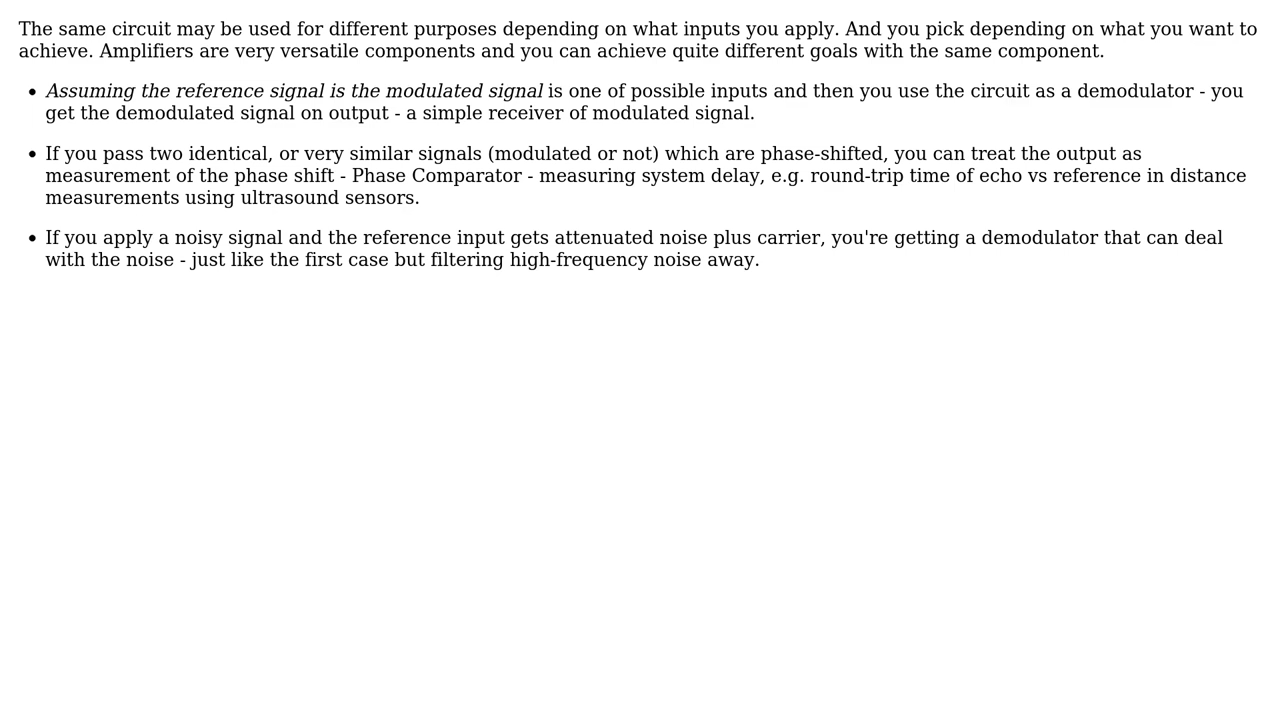 The same circuit may be used for different purposes depending on what inputs you apply. And you pick depending on what you want to
achieve. Amplifiers are very versatile components and you can achieve quite different goals with the same component.
• Assuming the reference signal is the modulated signal is one of possible inputs and then you use the circuit as a demodulator - you
get the demodulated signal on output - a simple receiver of modulated signal.
• If you pass two identical, or very similar signals (modulated or not) which are phase-shifted, you can treat the output as
measurement of the phase shift - Phase Comparator - measuring system delay, e.g. round-trip time of echo vs reference in distance
measurements using ultrasound sensors.
• If you apply a noisy signal and the reference input gets attenuated noise plus carrier, you're getting a demodulator that can deal
with the noise - just like the first case but filtering high-frequency noise away.